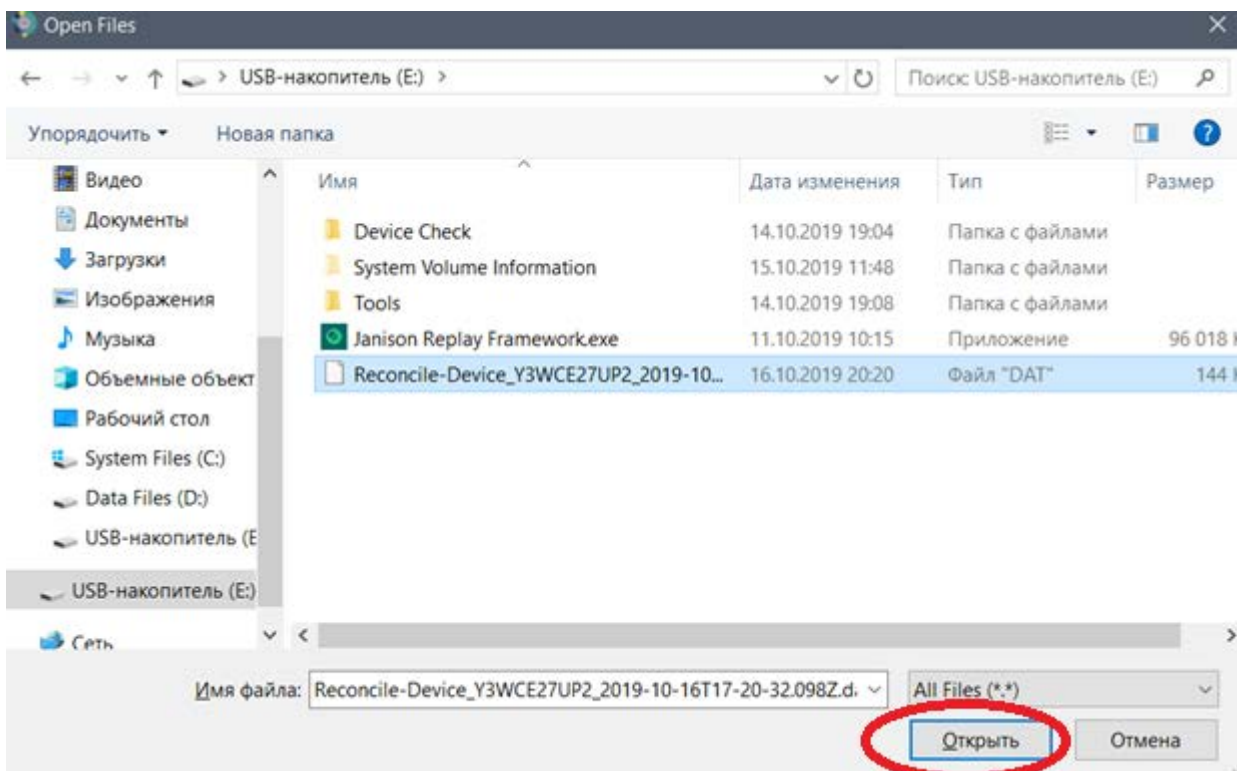 Open Files
USB-накопитель (E:)
Поиск: USB-накопитель (E:)
Упорядочить
Новая папка
Имя
Дата изменения
Тип
Размер
Видео
Документы
Загрузки
Изображения
Музыка
Объемные объект
Рабочий стол
System Files (C:)
Data Files (D:)
USB-накопитель (E
USB-накопитель (E:)
Сеть
Device Check 14.10.2019 19:04 Папка с файлами
System Volume Information 15.10.2019 11:48 Папка с файлами
Tools 14.10.2019 19:08 Папка с файлами
Janison Replay Framework.exe 11.10.2019 10:15 Приложение 96 018
Reconcile-Device_Y3WCE27UP2_2019-10... 16.10.2019 20:20 Файл "DAT" 144
Имя файла: Reconcile-Device_Y3WCE27UP2_2019-10-16T17-20-32.098Z.d
All Files (*.*)
Открыть
Отмена